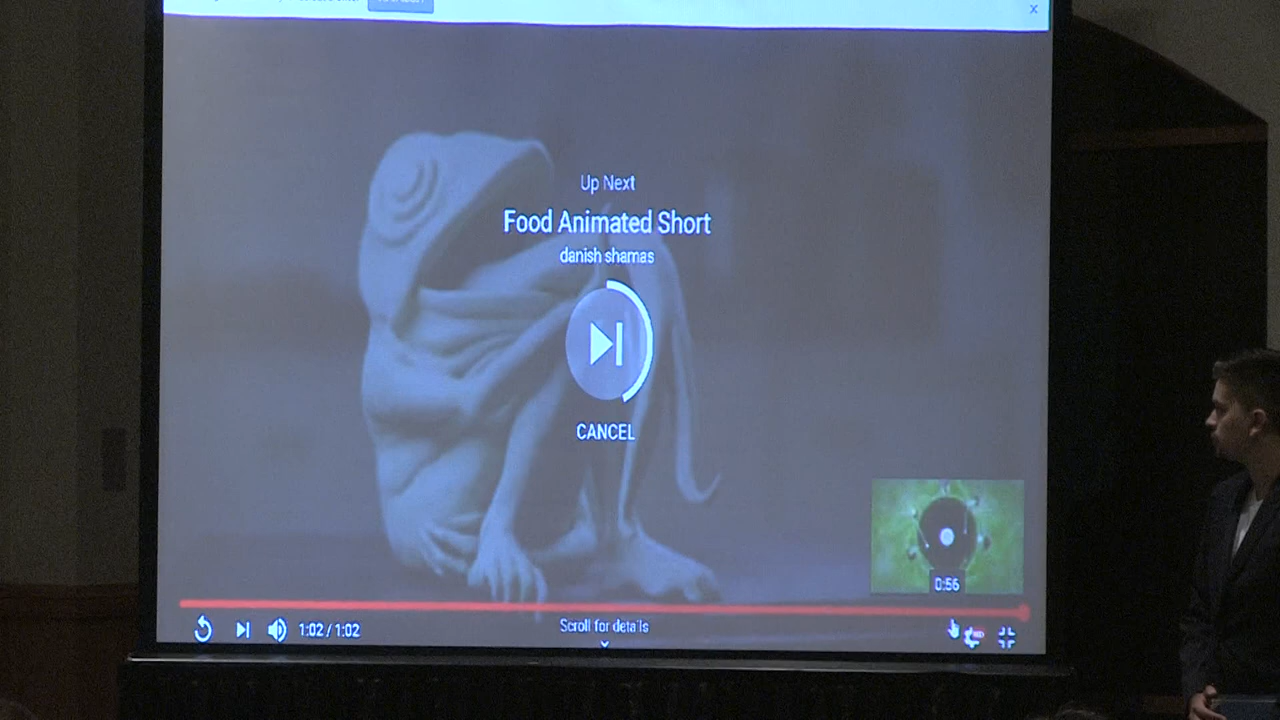 Up Next
Food Animated Short
danish shamas
CANCEL
0:56
1:02 / 1:02
Scroll for details